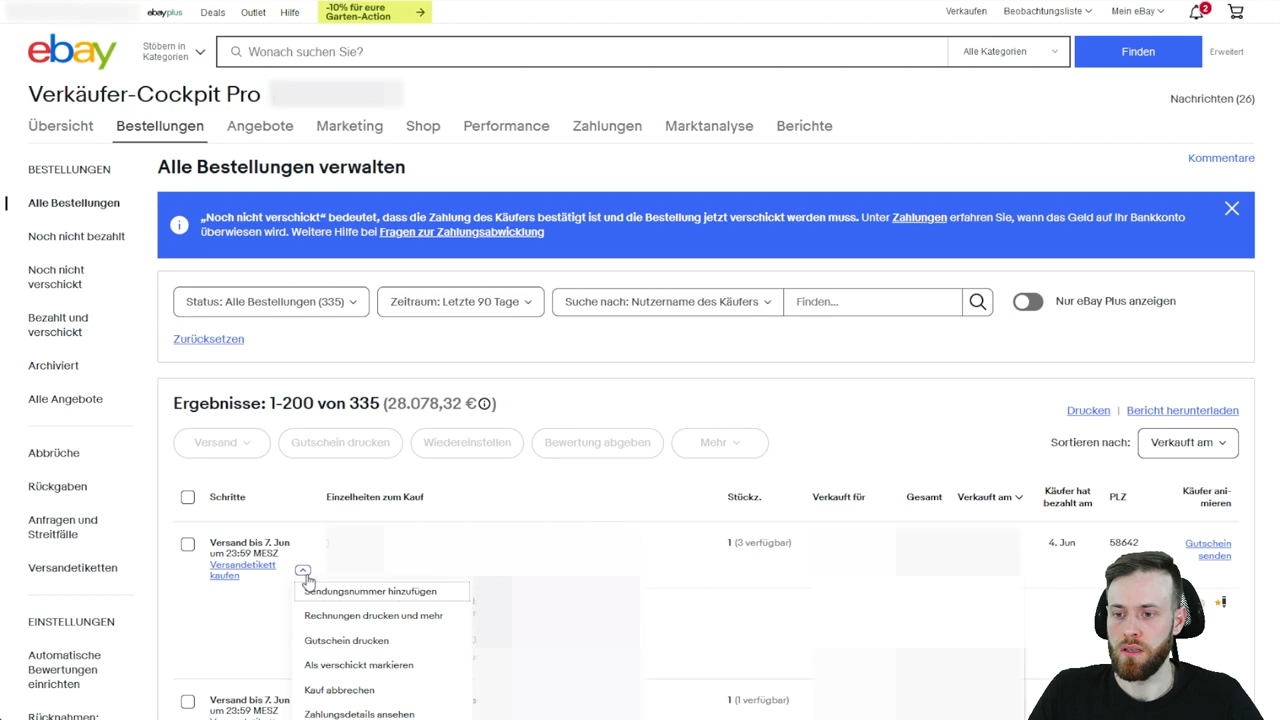 ebayplus Deals Outlet Hilfe -10% für eure Garten-Action → Verkaufen Beobachtungsliste Mein eBay 2
ebay Stöbern in Kategorien Wonach suchen Sie? Alle Kategorien Finden Erweitert
Verkäufer-Cockpit Pro
Nachrichten (26)
Übersicht Bestellungen Angebote Marketing Shop Performance Zahlungen Marktanalyse Berichte
BESTELLUNGEN
Alle Bestellungen
Noch nicht bezahlt
Noch nicht
verschickt
Bezahlt und
verschickt
Archiviert
Alle Angebote
Abbrüche
Rückgaben
Anfragen und
Streitfälle
Versandetiketten
EINSTELLUNGEN
Automatische
Bewertungen
einrichten
Rücknahmen:
Alle Bestellungen verwalten
Kommentare
„Noch nicht verschickt“ bedeutet, dass die Zahlung des Käufers bestätigt ist und die Bestellung jetzt verschickt werden muss. Unter Zahlungen erfahren Sie, wann das Geld auf Ihr Bankkonto
überwiesen wird. Weitere Hilfe bei Fragen zur Zahlungsabwicklung
Status: Alle Bestellungen (335) Zeitraum: Letzte 90 Tage Suche nach: Nutzername des Käufers Finden... Nur eBay Plus anzeigen
Zurücksetzen
Ergebnisse: 1-200 von 335 (28.078,32 €)
Drucken | Bericht herunterladen
Versand Gutschein drucken Wiedereinstellen Bewertung abgeben Mehr Sortieren nach: Verkauft am
Schritte Einzelheiten zum Kauf Stückz. Verkauft für Gesamt Verkauft am Käufer hat bezahlt am PLZ Käufer ani-
mieren
Versand bis 7. Jun 1 (3 verfügbar) 4. Jun 58642 Gutschein
um 23:59 MESZ senden
Versandetikett
kaufen
Sendungsnummer hinzufügen
Rechnungen drucken und mehr
Gutschein drucken
Als verschickt markieren
Kauf abbrechen
Zahlungsdetails ansehen
Versand bis 7. Jun 1 (1 verfügbar)
um 23:59 MESZ